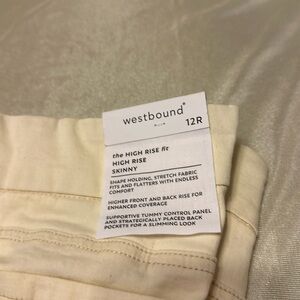 westbound®
12R
the HIGH RISE fit
HIGH RISE
SKINNY
SHAPE HOLDING, STRETCH FABRIC
FITS AND FLATTERS WITH ENDLESS
COMFORT
HIGHER FRONT AND BACK RISE FOR
ENHANCED COVERAGE
SUPPORTIVE TUMMY CONTROL PANEL
AND STRATEGICALLY PLACED BACK
POCKETS FOR A SLIMMING LOOK